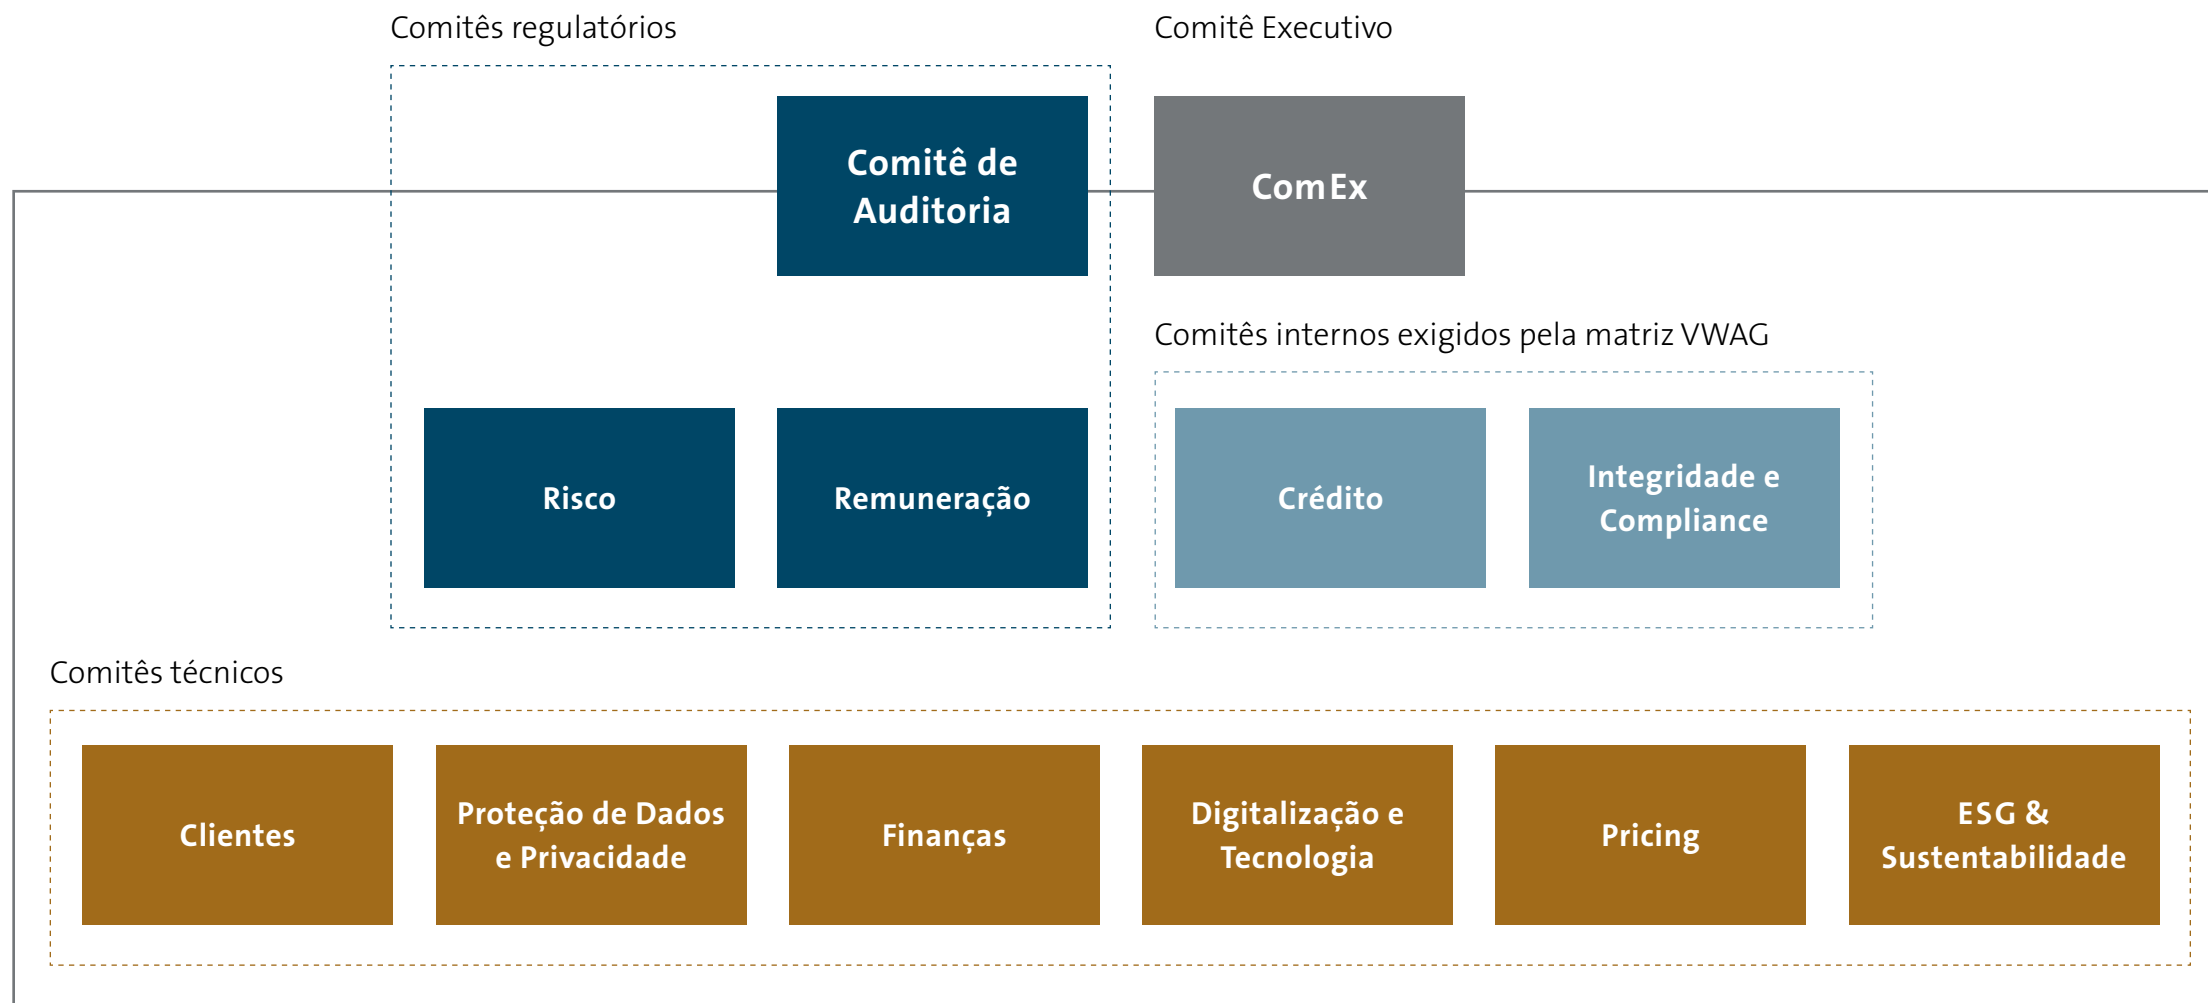 Comitês regulatórios
Comitê Executivo
Comitê de
Auditoria
ComEx
Comitês internos exigidos pela matriz VWAG
Risco
Remuneração
Crédito
Integridade e
Compliance
Comitês técnicos
Clientes
Proteção de Dados
e Privacidade
Finanças
Digitalização e
Tecnologia
Pricing
ESG &
Sustentabilidade